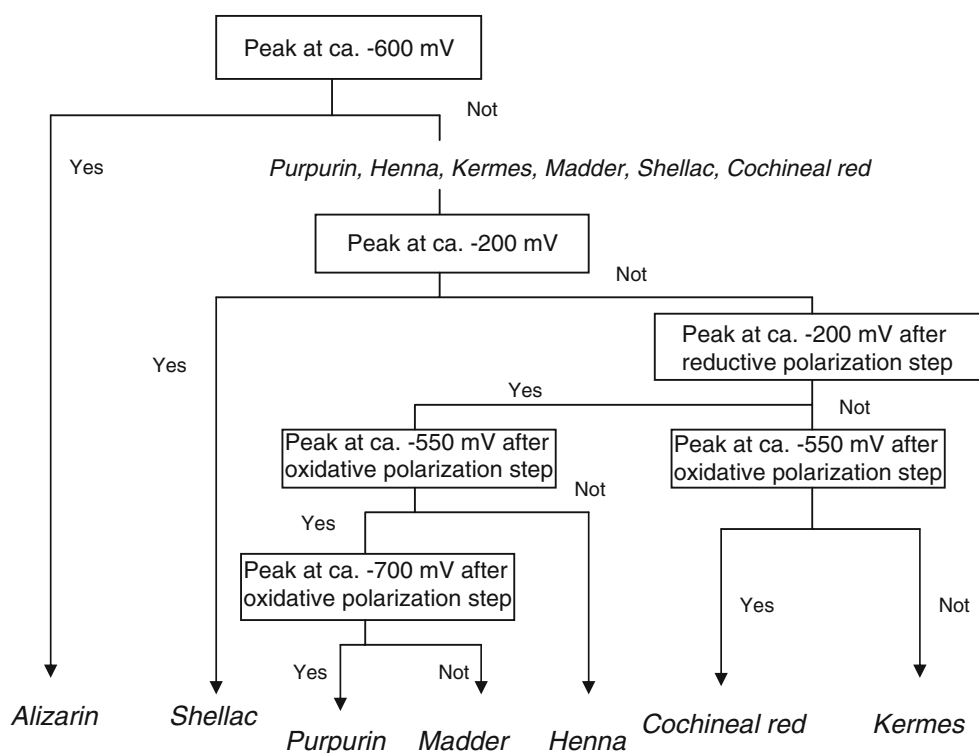 Peak at ca. -600 mV
Not
Yes
Purpurin, Henna, Kermes, Madder, Shellac, Cochineal red
Peak at ca. -200 mV
Not
Yes
Peak at ca. -200 mV after
reductive polarization step
Yes
Not
Peak at ca. -550 mV after
oxidative polarization step
Peak at ca. -550 mV after
oxidative polarization step
Not
Yes
Peak at ca. -700 mV after
oxidative polarization step
Yes
Not
Yes
Not
Alizarin
Shellac
Purpurin
Madder
Henna
Cochineal red
Kermes